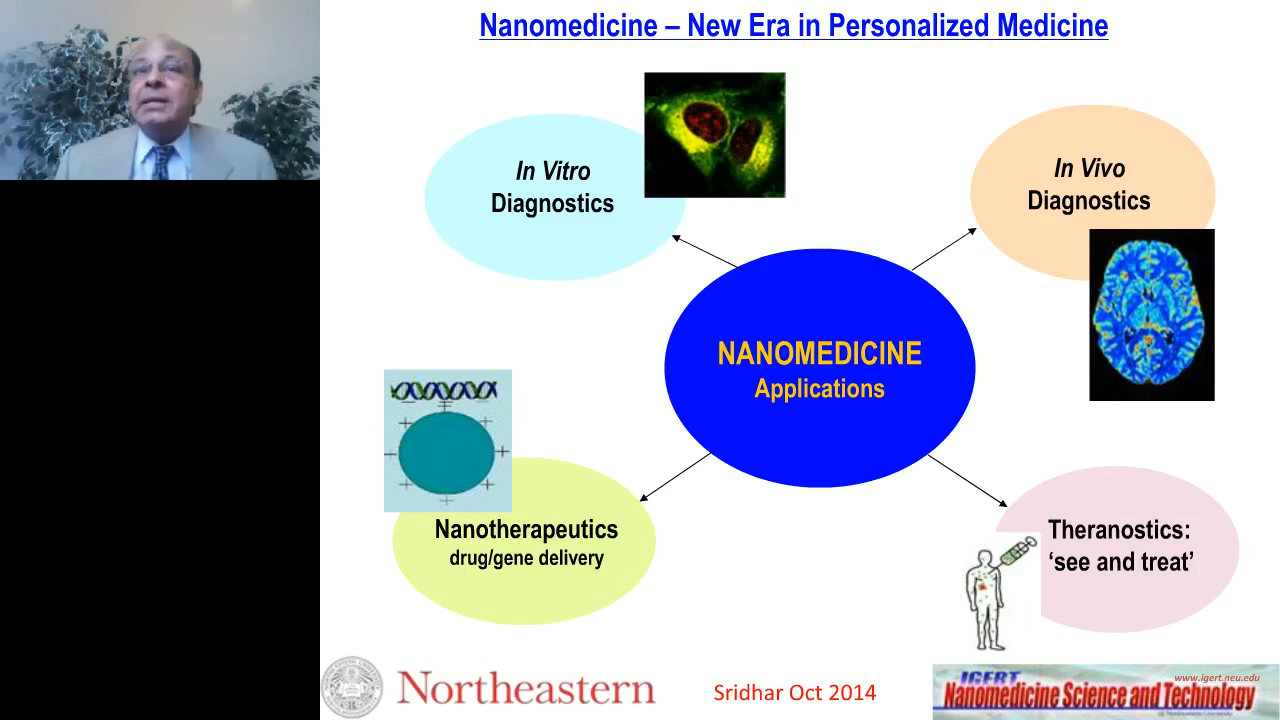 Nanomedicine – New Era in Personalized Medicine
In Vitro
Diagnostics
In Vivo
Diagnostics
NANOMEDICINE
Applications
Nanotherapeutics
drug/gene delivery
Theranostics:
‘see and treat’
Northeastern
Sridhar Oct 2014
IGERT
www.igert.neu.edu
Nanomedicine Science and Technology